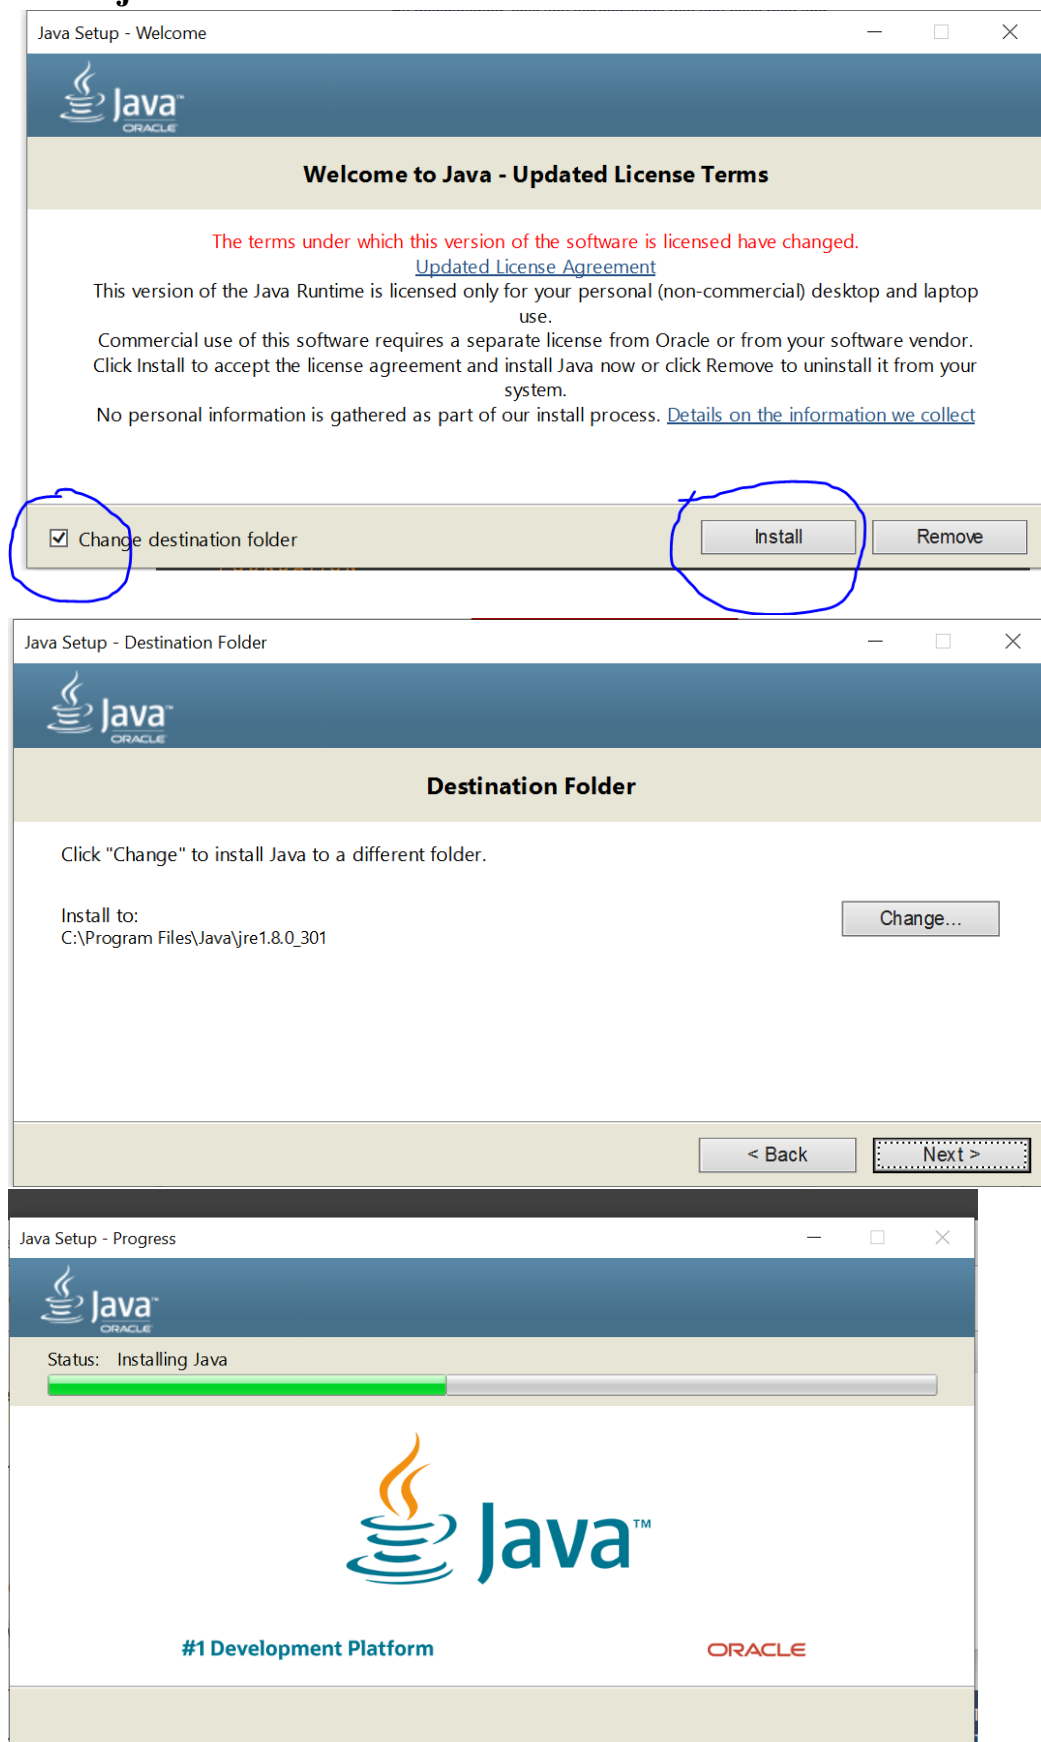 Java Setup - Welcome
Java™
ORACLE
Welcome to Java - Updated License Terms
The terms under which this version of the software is licensed have changed.
Updated License Agreement
This version of the Java Runtime is licensed only for your personal (non-commercial) desktop and laptop
use.
Commercial use of this software requires a separate license from Oracle or from your software vendor.
Click Install to accept the license agreement and install Java now or click Remove to uninstall it from your
system.
No personal information is gathered as part of our install process. Details on the information we collect
Change destination folder
Install
Remove
Java Setup - Destination Folder
Java™
ORACLE
Destination Folder
Click "Change" to install Java to a different folder.
Install to:
C:\Program Files\Java\jre1.8.0_301
Change...
< Back
Next >
Java Setup - Progress
Java™
ORACLE
Status: Installing Java
Java™
#1 Development Platform
ORACLE